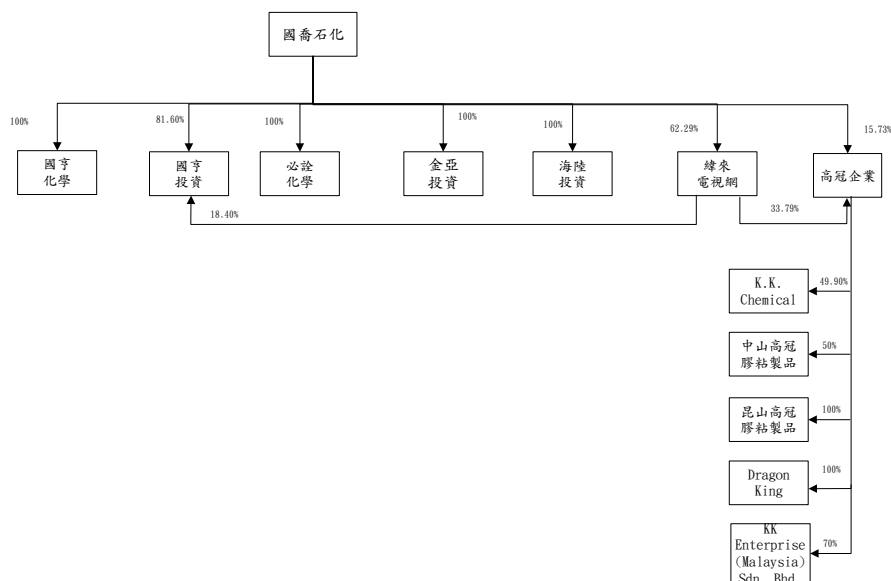 國喬石化
100%
81.60%
100%
100%
100%
62.29%
15.73%
國亨
化學
國亨
投資
必詮
化學
金亞
投資
海陸
投資
緯來
電視網
高冠企業
18.40%
33.79%
K.K.
Chemical
49.90%
中山高冠
膠粘製品
50%
昆山高冠
膠粘製品
100%
Dragon
King
100%
KK
Enterprise
(Malaysia)
Sdn. Bhd.
70%